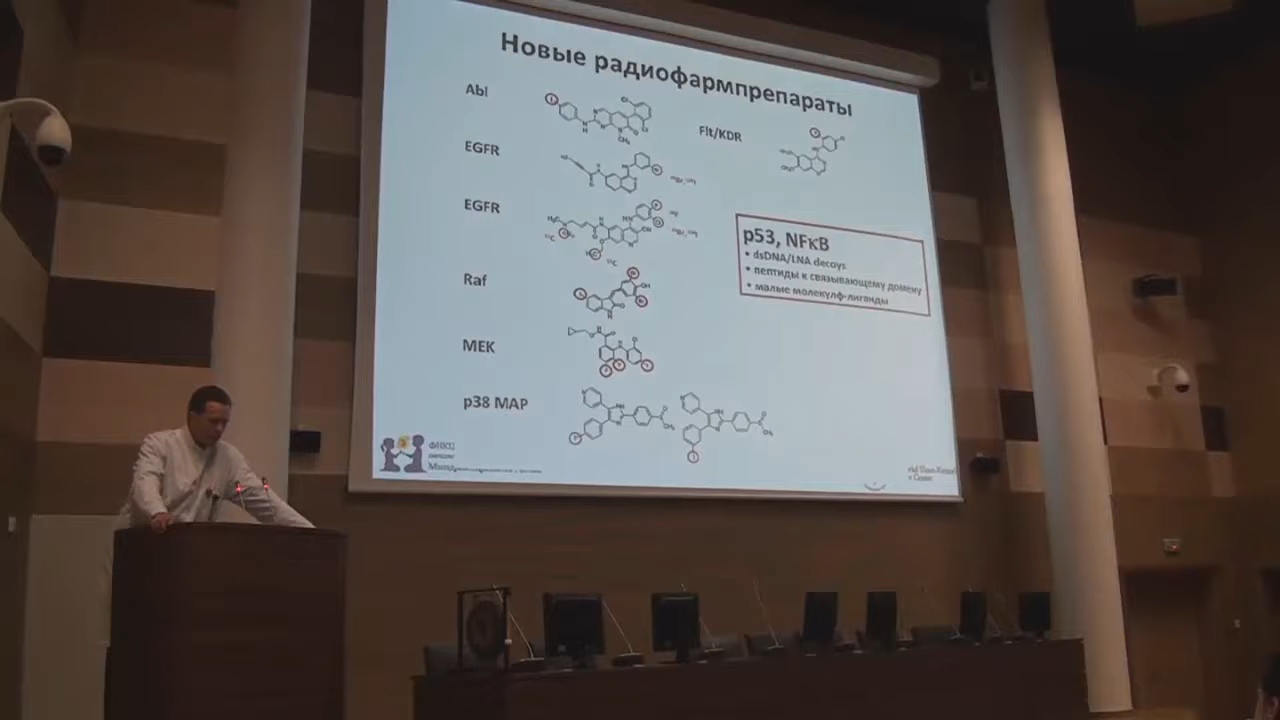 Новые радиофармпрепараты
Abl
Flt/KDR
EGFR
EGFR
p53, NFκB
• dsDNA/LNA decoys
• пептиды к связывающему домену
• малые молекулф-лиганды
Raf
MEK
p38 MAP
ФНКЦ